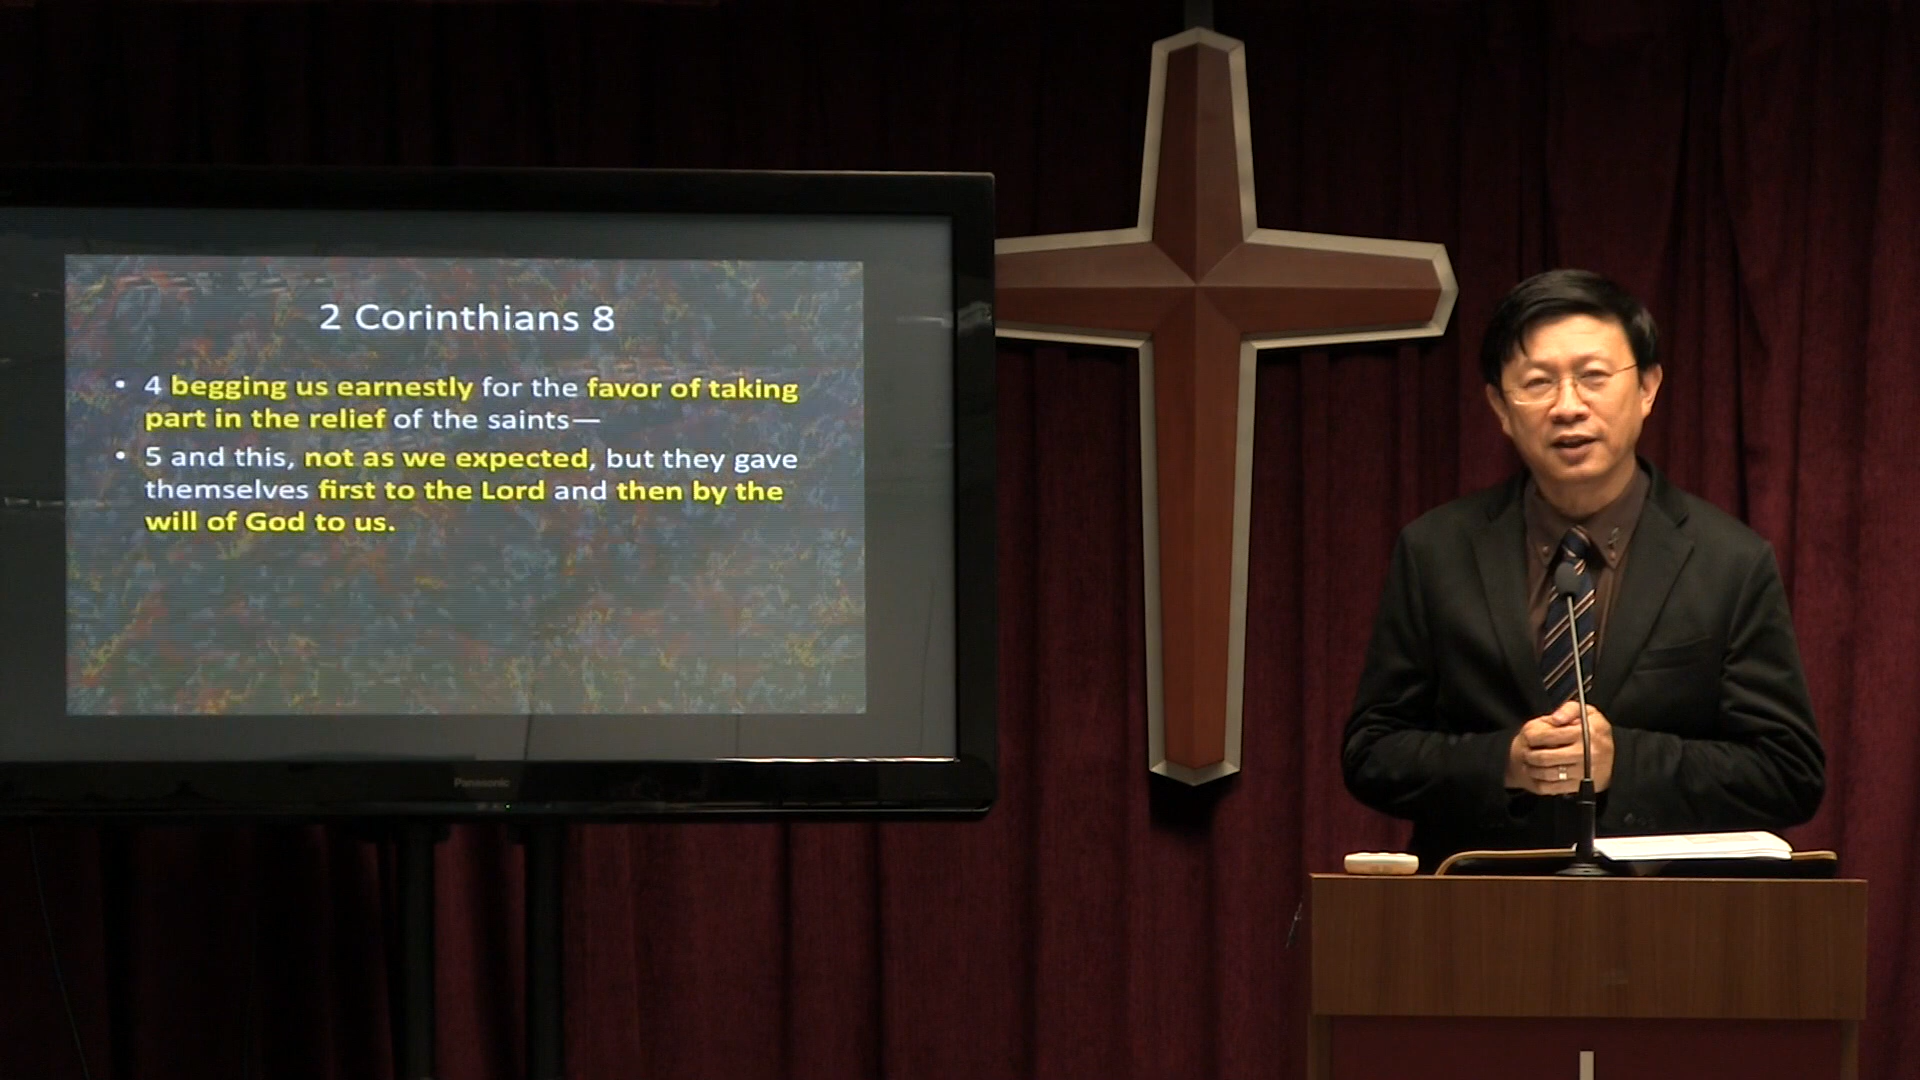 2 Corinthians 8
• 4 begging us earnestly for the favor of taking
part in the relief of the saints—
• 5 and this, not as we expected, but they gave
themselves first to the Lord and then by the
will of God to us.
Panasonic